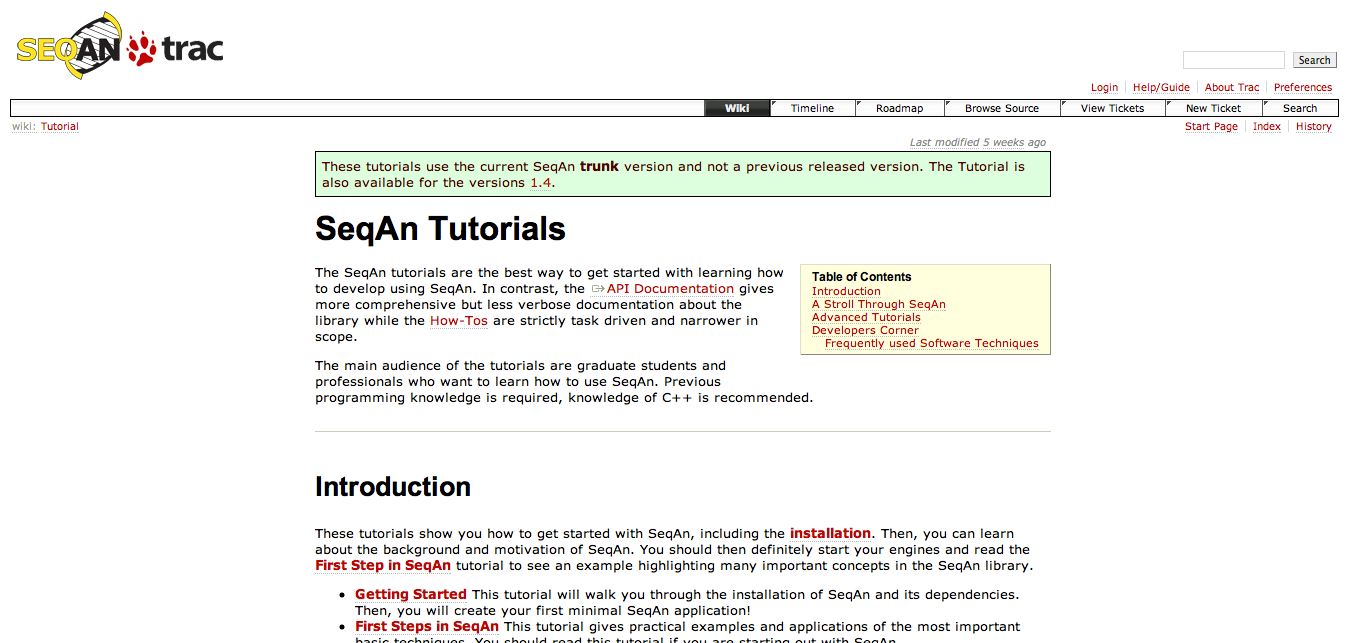 SEQAN trac
Search
Login Help/Guide About Trac Preferences
Wiki Timeline Roadmap Browse Source View Tickets New Ticket Search
wiki: Tutorial
Start Page Index History
Last modified 5 weeks ago
These tutorials use the current SeqAn trunk version and not a previous released version. The Tutorial is
also available for the versions 1.4.
SeqAn Tutorials
The SeqAn tutorials are the best way to get started with learning how
to develop using SeqAn. In contrast, the API Documentation gives
more comprehensive but less verbose documentation about the
library while the How-Tos are strictly task driven and narrower in
scope.
Table of Contents
Introduction
A Stroll Through SeqAn
Advanced Tutorials
Developers Corner
Frequently used Software Techniques
The main audience of the tutorials are graduate students and
professionals who want to learn how to use SeqAn. Previous
programming knowledge is required, knowledge of C++ is recommended.
Introduction
These tutorials show you how to get started with SeqAn, including the installation. Then, you can learn
about the background and motivation of SeqAn. You should then definitely start your engines and read the
First Step in SeqAn tutorial to see an example highlighting many important concepts in the SeqAn library.
• Getting Started This tutorial will walk you through the installation of SeqAn and its dependencies.
Then, you will create your first minimal SeqAn application!
• First Steps in SeqAn This tutorial gives practical examples and applications of the most important
basic techniques. You should read this tutorial if you are starting out with SeqAn.